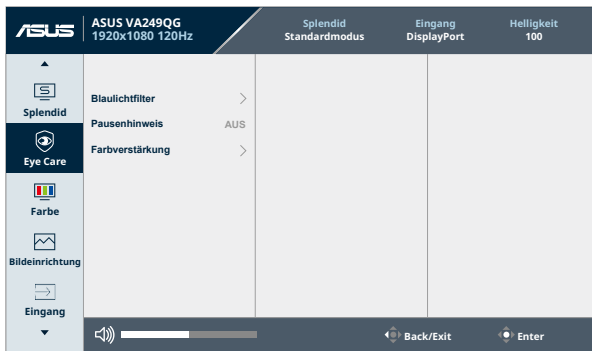 ASUS
ASUS VA249QG
1920x1080 120Hz
Splendid
Standardmodus
Eingang
DisplayPort
Helligkeit
100
Splendid
Eye Care
Farbe
Bildeinrichtung
Eingang
Blaulichtfilter
Pausenhinweis AUS
Farbverstärkung
Back/Exit
Enter